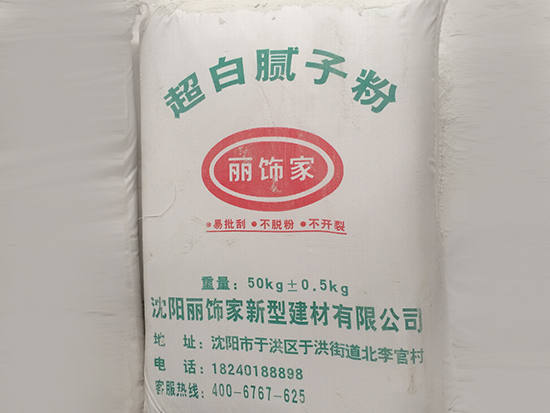 超白腻子粉
丽饰家
●易批刮 ●不脱粉 ●不开裂
重量：50kg±0.5kg
沈阳丽饰家新型建材有限公司
地 址：沈阳市于洪区于洪街道北李官村
电 话：18240188898
客服热线：400-6767-625